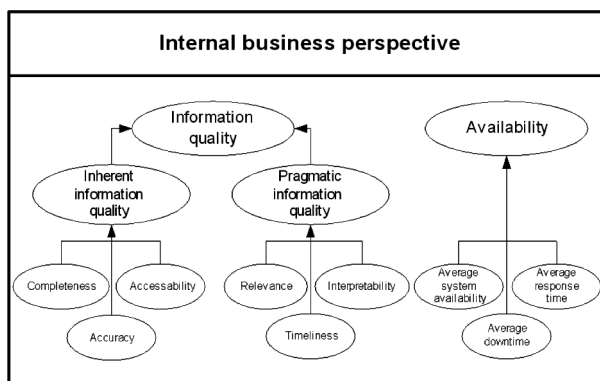 Internal business perspective
Information
quality
Availability
Inherent
information
quality
Pragmatic
information
quality
Completeness
Accessability
Accuracy
Relevance
Interpretability
Timeliness
Average
system
availability
Average
response
time
Average
downtime